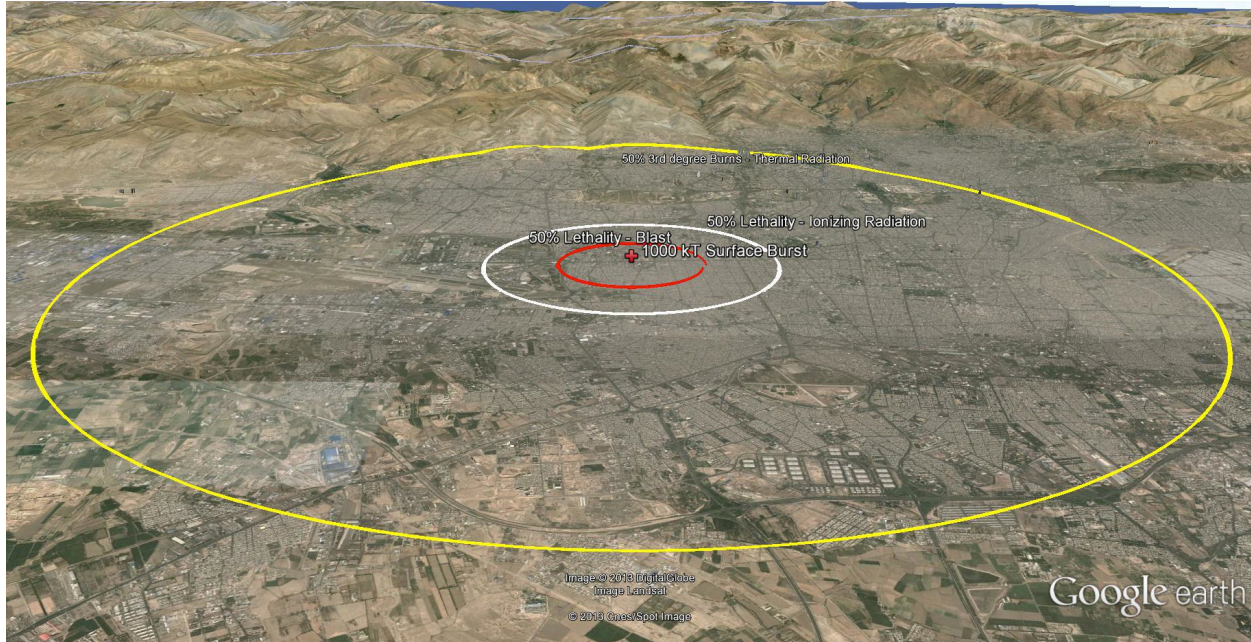 50% 3rd degree Burns - Thermal Radiation
50% Lethality - Ionizing Radiation
50% Lethality - Blast
1000 kT Surface Burst
Image © 2013 DigitalGlobe
Image Landsat
© 2013 Cnes/Spot Image
Google earth